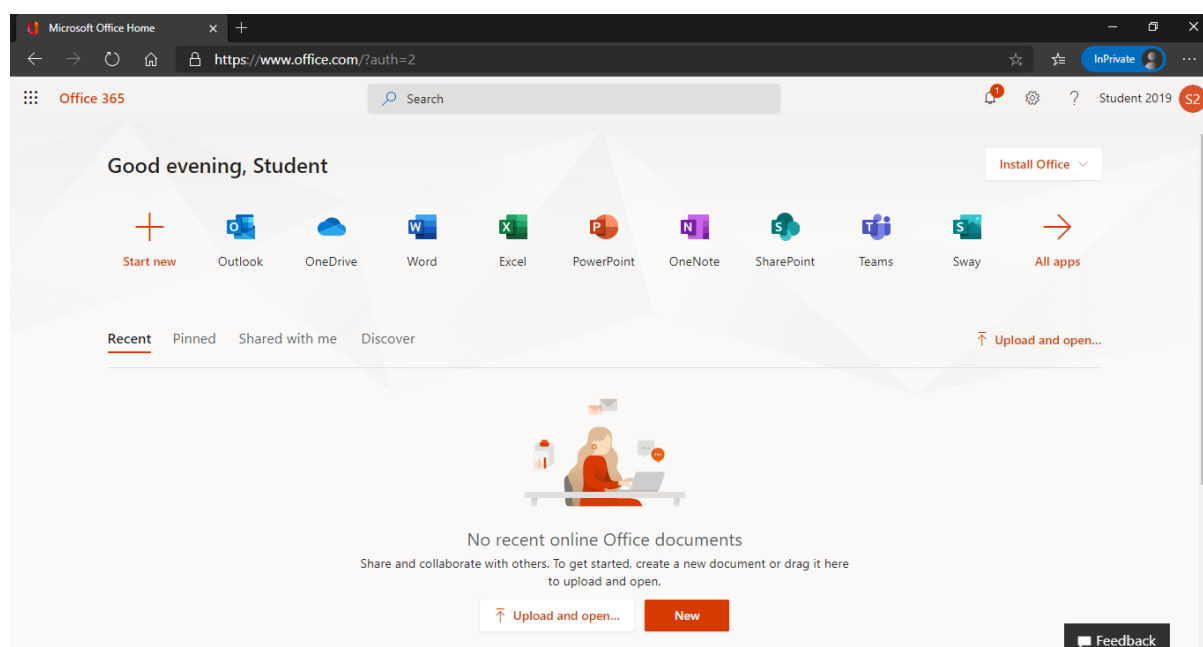 Microsoft Office Home
https://www.office.com/?auth=2
InPrivate
Office 365
Search
1
?
Student 2019
S2
Good evening, Student
Install Office
Start new
Outlook
OneDrive
Word
Excel
PowerPoint
OneNote
SharePoint
Teams
Sway
All apps
Recent Pinned Shared with me Discover
Upload and open...
No recent online Office documents
Share and collaborate with others. To get started, create a new document or drag it here
to upload and open.
Upload and open...
New
Feedback